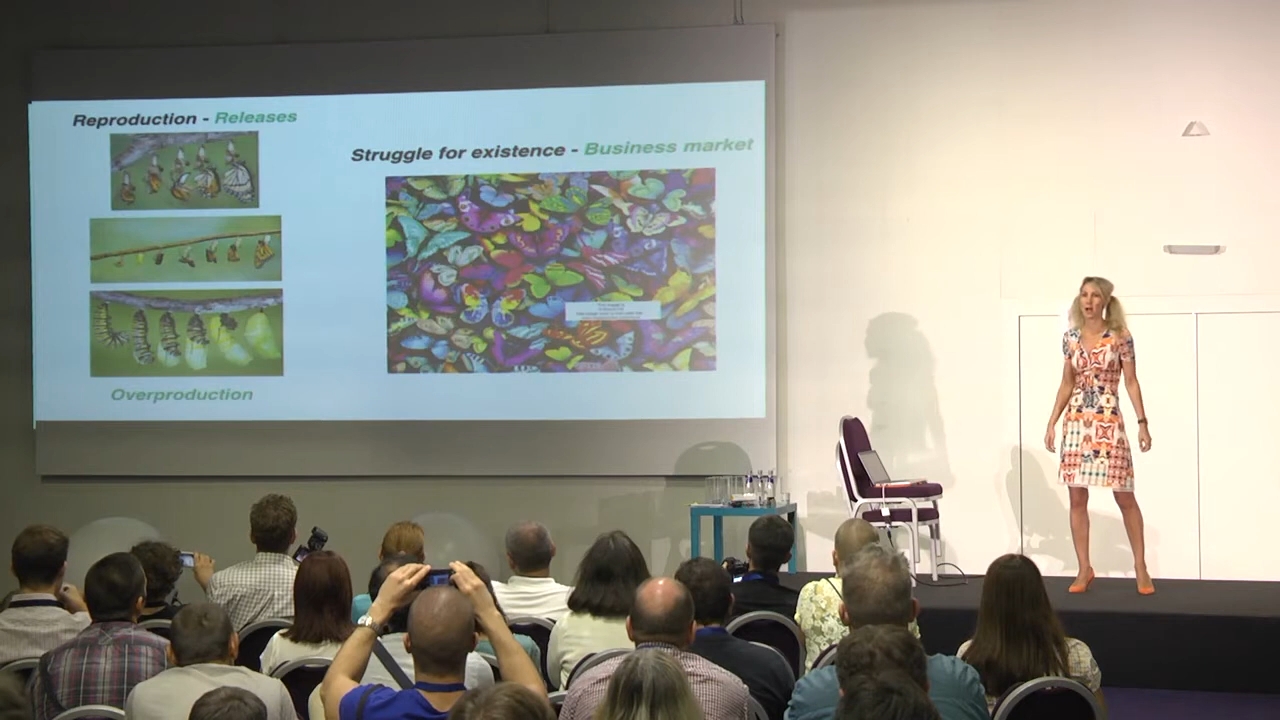 Reproduction - Releases
Struggle for existence - Business market
Overproduction